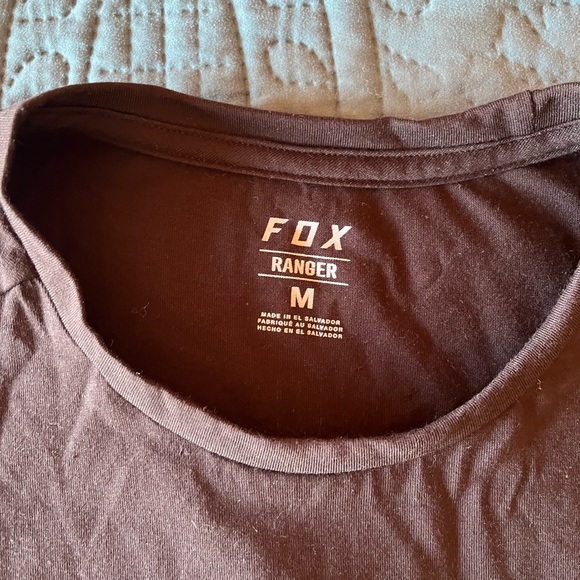 FOX
RANGER
M
MADE IN EL SALVADOR
FABRIQUÉ AU SALVADOR
HECHO EN EL SALVADOR